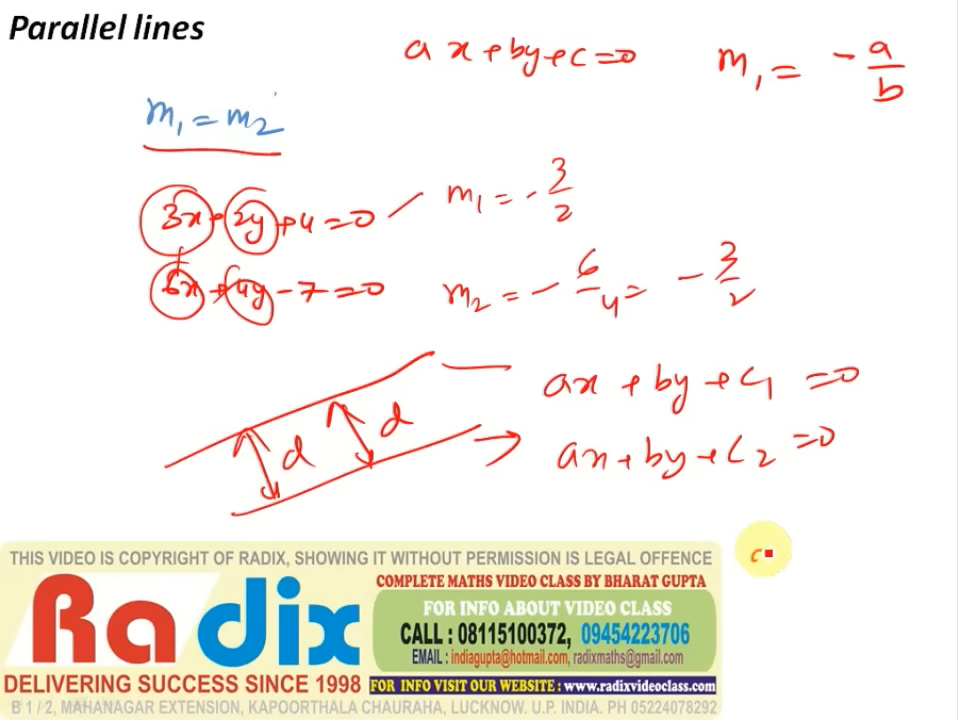 Parallel lines
ax+by+c=0 m₁ = -a/b
m₁ = m₂
3x+2y+4=0 m₁ = -3/2
6x+4y-7=0 m₂ = -6/4 = -3/2
ax+by+c₁=0
d d
ax+by+c₂=0
THIS VIDEO IS COPYRIGHT OF RADIX, SHOWING IT WITHOUT PERMISSION IS LEGAL OFFENCE
Radix
COMPLETE MATHS VIDEO CLASS BY BHARAT GUPTA
FOR INFO ABOUT VIDEO CLASS
CALL : 08115100372, 09454223706
EMAIL : indiagupta@hotmail.com, radixmaths@gmail.com
DELIVERING SUCCESS SINCE 1998
FOR INFO VISIT OUR WEBSITE : www.radixvideoclass.com
B 1 / 2, MAHANAGAR EXTENSION, KAPOORTHALA CHAURAHA, LUCKNOW. U.P. INDIA. PH 05224078292